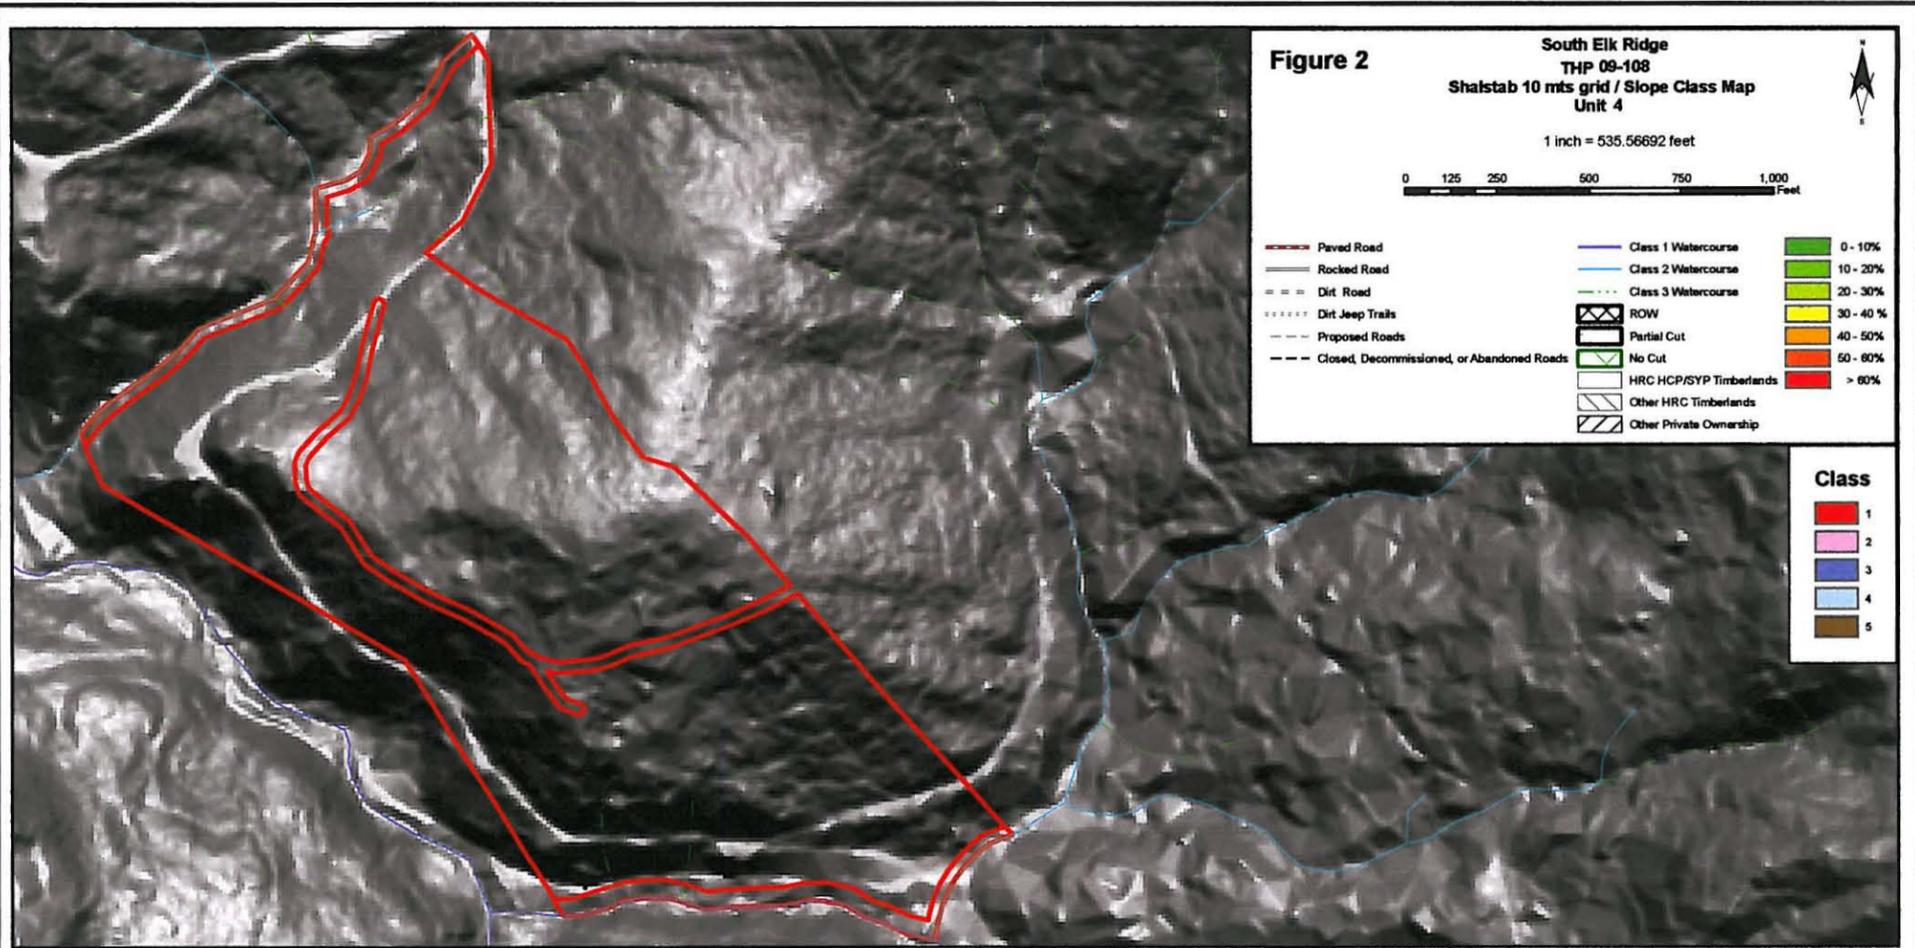 Figure 2
South Elk Ridge
THP 09-108
Shalstab 10 mts grid / Slope Class Map
Unit 4
N
S
1 inch = 535.56692 feet
0 125 250 500 750 1,000
Feet
Paved Road
Rocked Road
Dirt Road
Dirt Jeep Trails
Proposed Roads
Closed, Decommissioned, or Abandoned Roads
Class 1 Watercourse
Class 2 Watercourse
Class 3 Watercourse
ROW
Partial Cut
No Cut
HRC HCP/SYP Timberlands
Other HRC Timberlands
Other Private Ownership
0 - 10%
10 - 20%
20 - 30%
30 - 40 %
40 - 50%
50 - 60%
> 60%
Class
1
2
3
4
5